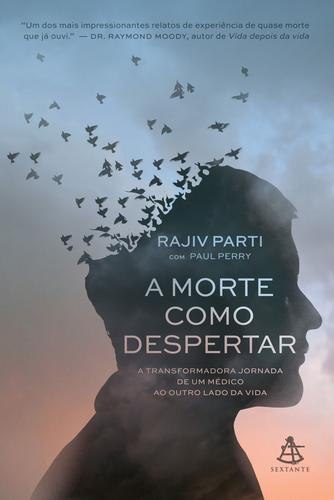 “Um dos mais impressionantes relatos de experiência de quase morte
que já ouvi.” — DR. RAYMOND MOODY, autor de Vida depois da vida
RAJIV PARTI
COM PAUL PERRY
A MORTE
COMO
DESPERTAR
A TRANSFORMADORA JORNADA
DE UM MÉDICO
AO OUTRO LADO DA VIDA
SEXTANTE